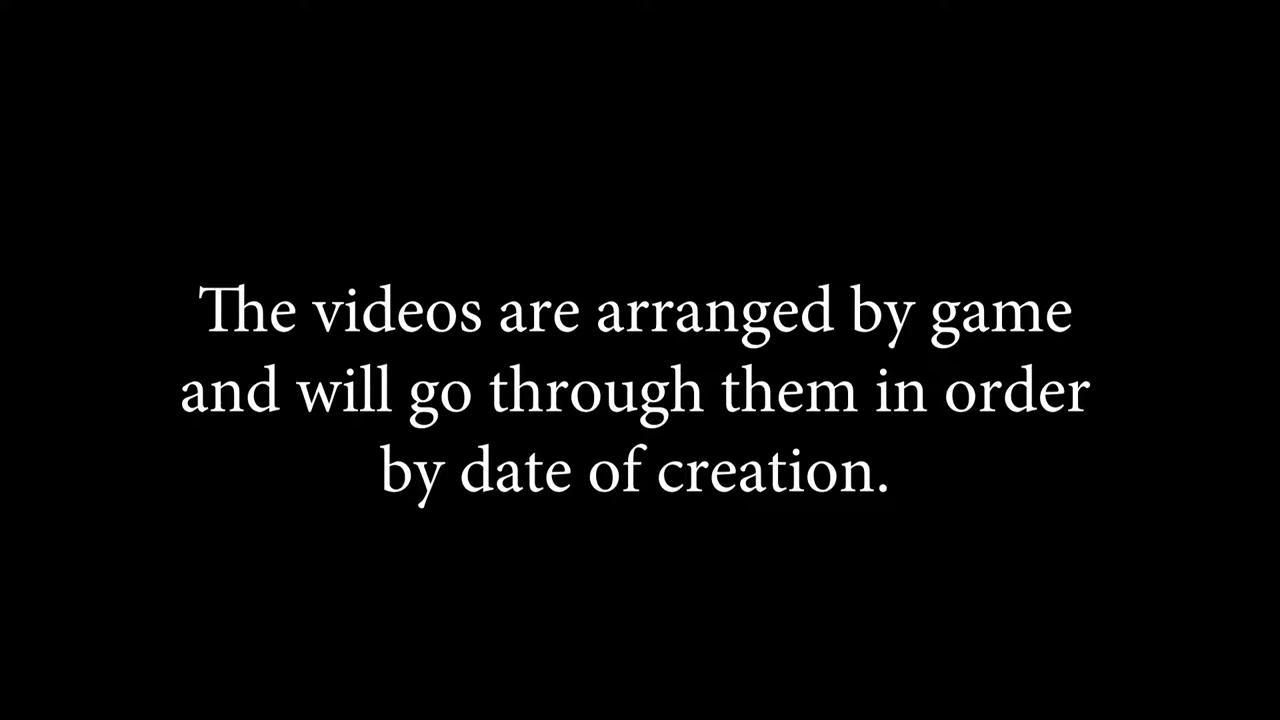 The videos are arranged by game
and will go through them in order
by date of creation.